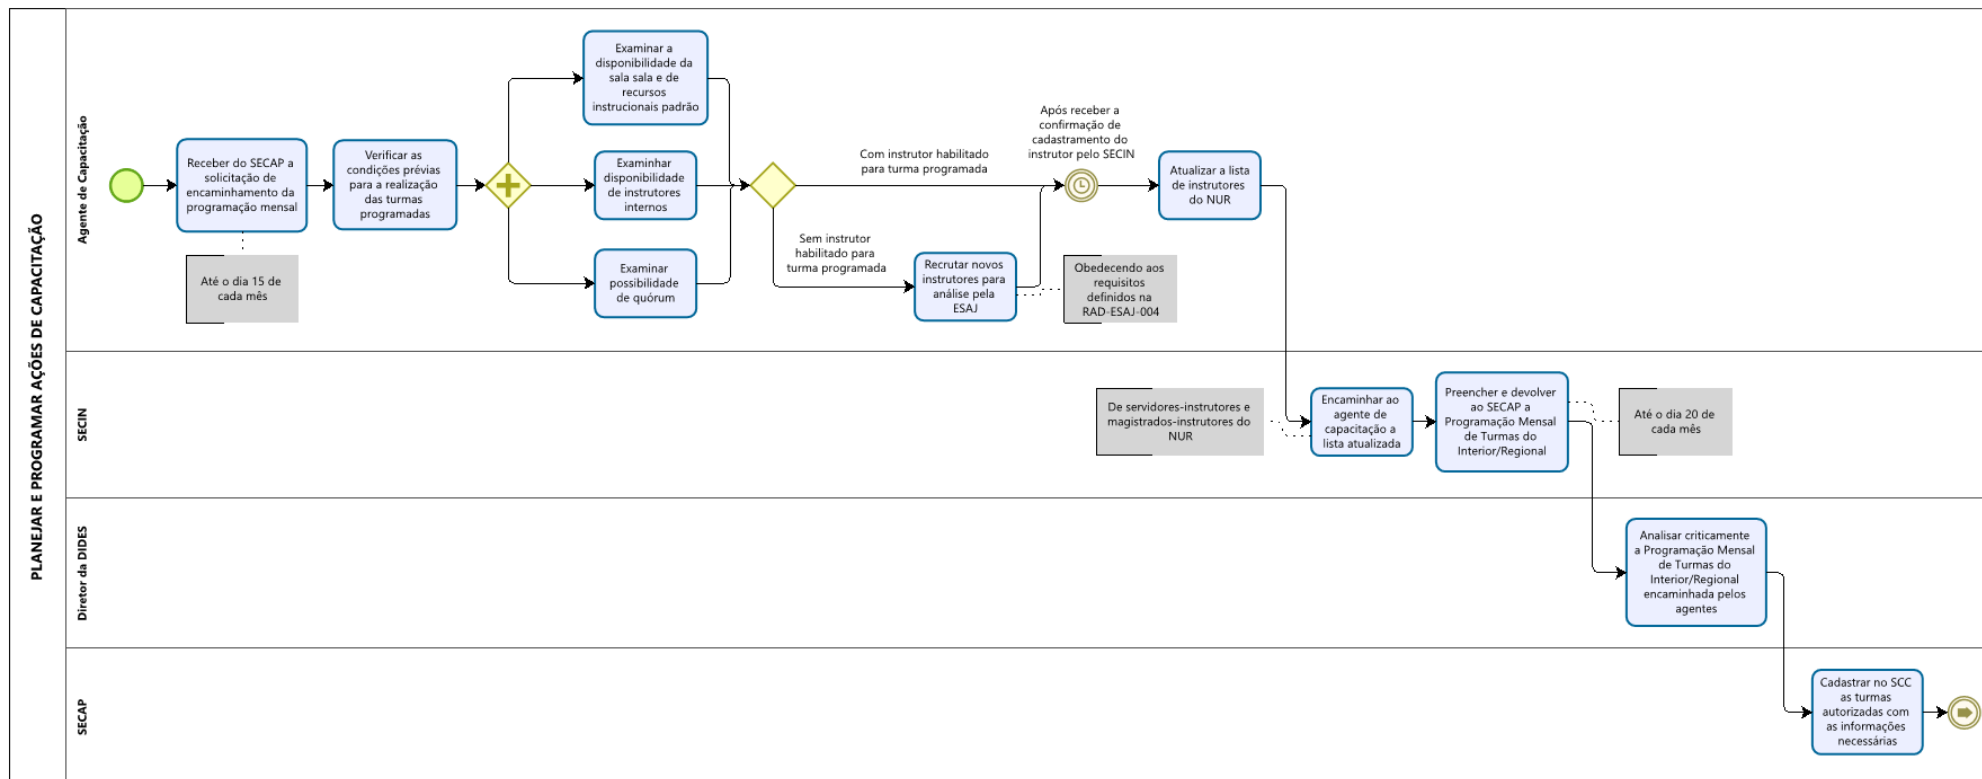 PLANEJAR E PROGRAMAR AÇÕES DE CAPACITAÇÃO
Agente de Capacitação
Receber do SECAP a
solicitação de
encaminhamento da
programação mensal
Até o dia 15 de
cada mês
Verificar as
condições prévias
para a realização
das turmas
programadas
Examinar a
disponibilidade da
sala sala e de
recursos
instrucionais padrão
Examinhar
disponibilidade
de instrutores
internos
Examinar
possibilidade
de quórum
Com instrutor habilitado
para turma programada
Sem instrutor
habilitado para
turma programada
Recrutar novos
instrutores para
análise pela
ESAJ
Obedecendo aos
requisitos
definidos na
RAD-ESAJ-004
Após receber a
confirmação de
cadastramento do
instrutor pelo SECIN
Atualizar a lista
de instrutores
do NUR
SECIN
De servidores-instrutores e
magistrados-instrutores do
NUR
Encaminhar ao
agente de
capacitação a
lista atualizada
Preencher e devolver
ao SECAP a
Programação Mensal
de Turmas do
Interior/Regional
Até o dia 20 de
cada mês
Diretor da DIDES
Analisar criticamente
a Programação Mensal
de Turmas do
Interior/Regional
encaminhada pelos
agentes
SECAP
Cadastrar no SCC
as turmas
autorizadas com
as informações
necessárias